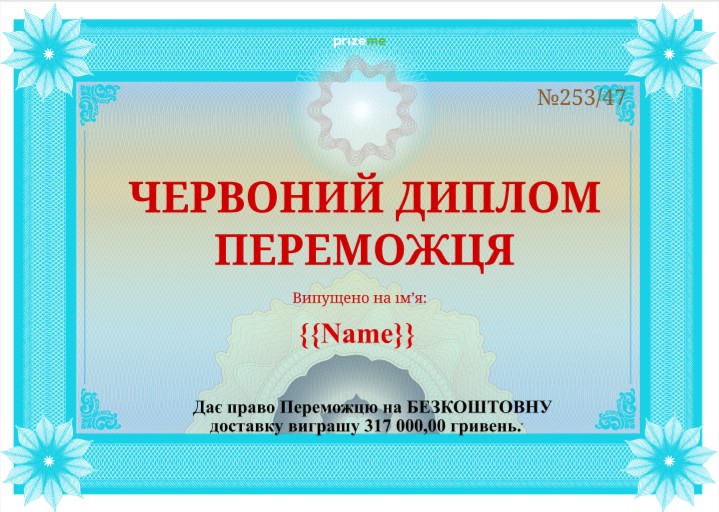 prizeme
№253/47
ЧЕРВОНИЙ ДИПЛОМ
ПЕРЕМОЖЦЯ
Випущено на ім’я:
{{Name}}
Дає право Переможцю на БЕЗКОШТОВНУ
доставку виграшу 317 000,00 гривень.